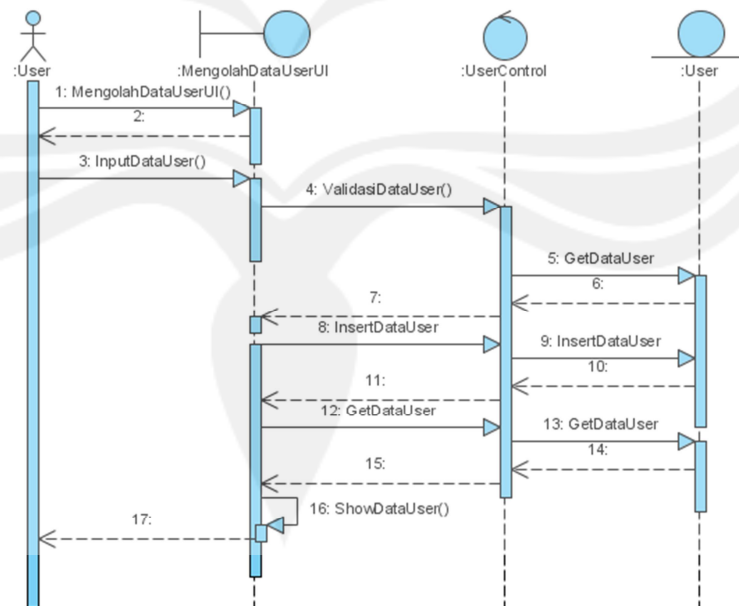 :User
:MengolahDataUserUI
:UserControl
:User
1: MengolahDataUserUI()
2:
3: InputDataUser()
4: ValidasiDataUser()
5: GetDataUser
6:
7:
8: InsertDataUser
9: InsertDataUser
10:
11:
12: GetDataUser
13: GetDataUser
14:
15:
16: ShowDataUser()
17: